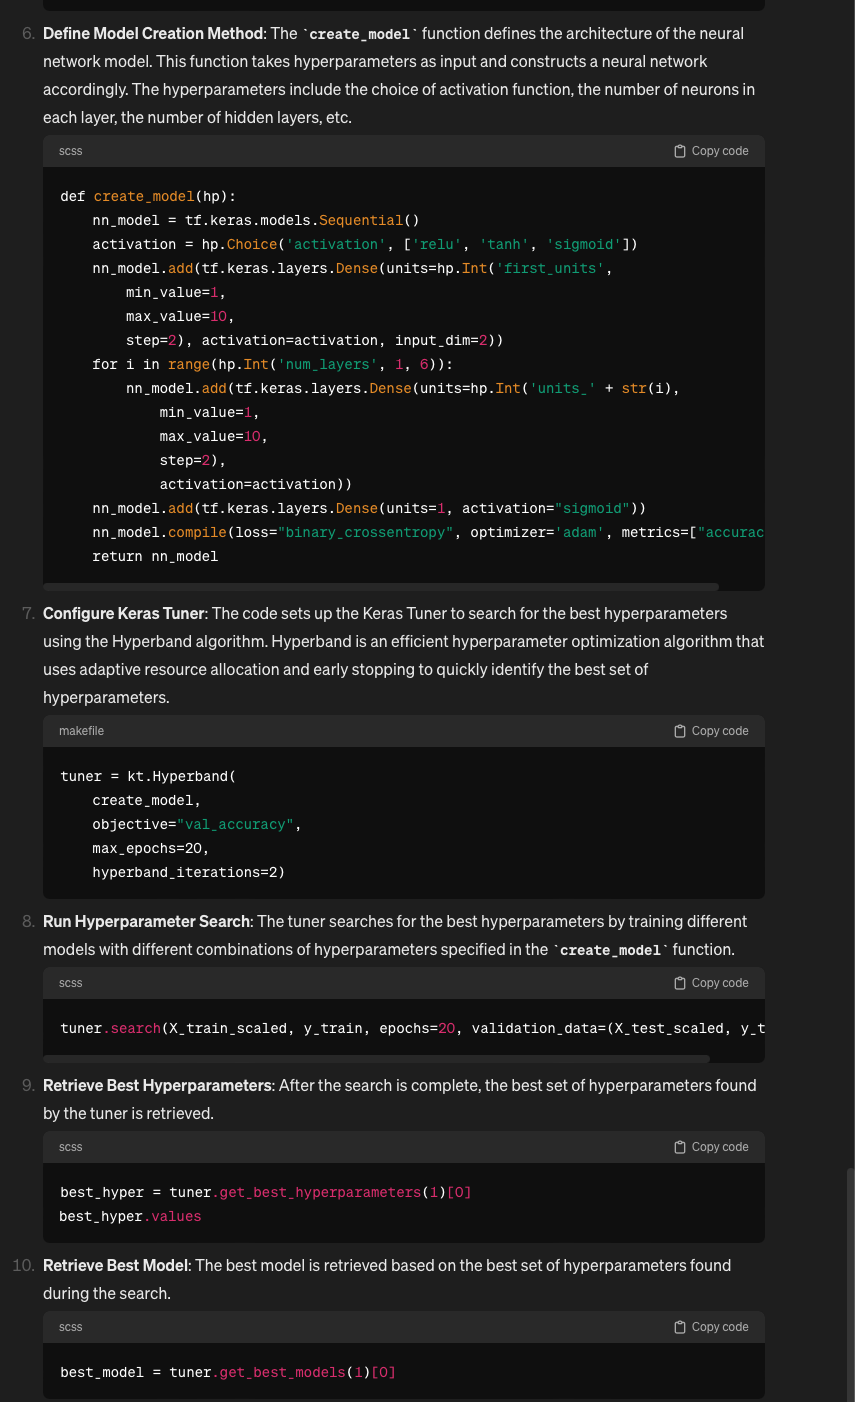 6. Define Model Creation Method: The `create_model` function defines the architecture of the neural
network model. This function takes hyperparameters as input and constructs a neural network
accordingly. The hyperparameters include the choice of activation function, the number of neurons in
each layer, the number of hidden layers, etc.
scss Copy code
def create_model(hp):
    nn_model = tf.keras.models.Sequential()
    activation = hp.Choice('activation', ['relu', 'tanh', 'sigmoid'])
    nn_model.add(tf.keras.layers.Dense(units=hp.Int('first_units',
        min_value=1,
        max_value=10,
        step=2), activation=activation, input_dim=2))
    for i in range(hp.Int('num_layers', 1, 6)):
        nn_model.add(tf.keras.layers.Dense(units=hp.Int('units_' + str(i),
            min_value=1,
            max_value=10,
            step=2),
            activation=activation))
    nn_model.add(tf.keras.layers.Dense(units=1, activation="sigmoid"))
    nn_model.compile(loss="binary_crossentropy", optimizer='adam', metrics=["accurac
    return nn_model
7. Configure Keras Tuner: The code sets up the Keras Tuner to search for the best hyperparameters
using the Hyperband algorithm. Hyperband is an efficient hyperparameter optimization algorithm that
uses adaptive resource allocation and early stopping to quickly identify the best set of
hyperparameters.
makefile Copy code
tuner = kt.Hyperband(
    create_model,
    objective="val_accuracy",
    max_epochs=20,
    hyperband_iterations=2)
8. Run Hyperparameter Search: The tuner searches for the best hyperparameters by training different
models with different combinations of hyperparameters specified in the `create_model` function.
scss Copy code
tuner.search(X_train_scaled, y_train, epochs=20, validation_data=(X_test_scaled, y_t
9. Retrieve Best Hyperparameters: After the search is complete, the best set of hyperparameters found
by the tuner is retrieved.
scss Copy code
best_hyper = tuner.get_best_hyperparameters(1)[0]
best_hyper.values
10. Retrieve Best Model: The best model is retrieved based on the best set of hyperparameters found
during the search.
scss Copy code
best_model = tuner.get_best_models(1)[0]